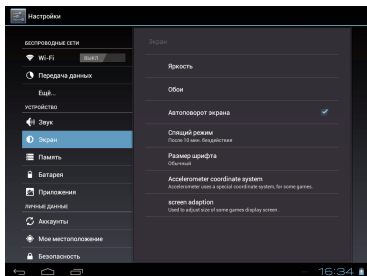 Настройки
БЕСПРОВОДНЫЕ СЕТИ
Wi-Fi ВЫКЛ
Передача данных
Ещё...
УСТРОЙСТВО
Звук
Экран
Память
Батарея
Приложения
ЛИЧНЫЕ ДАННЫЕ
Аккаунты
Мое местоположение
Безопасность
Экран
Яркость
Обои
Автоповорот экрана
Спящий режим
После 10 мин. бездействия
Размер шрифта
Обычный
Accelerometer coordinate system
Accelerometer uses a special coordinate system, for some games.
screen adaption
Used to adjust size of some games display screen
16:34